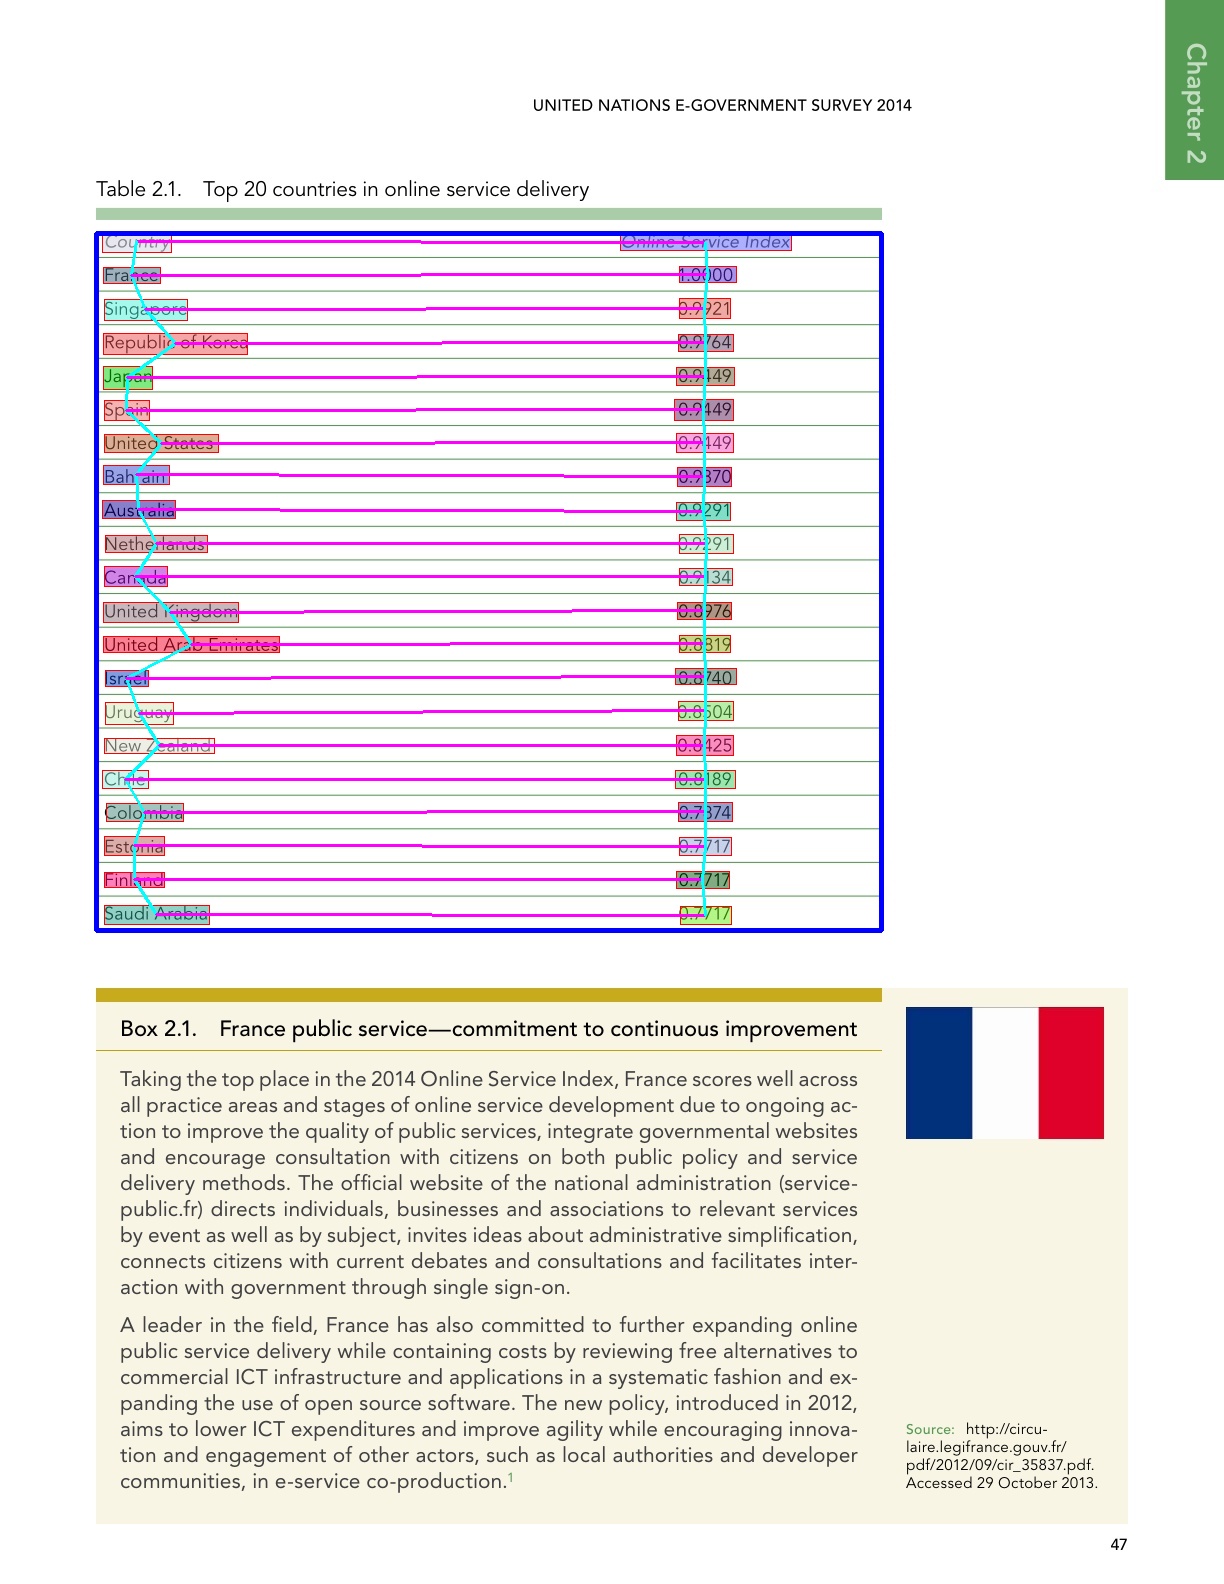 Chapter 2
UNITED NATIONS E-GOVERNMENT SURVEY 2014
Table 2.1. Top 20 countries in online service delivery
Country Online Service Index
France 1.0000
Singapore 0.9921
Republic of Korea 0.9764
Japan 0.9449
Spain 0.9449
United States 0.9449
Bahrain 0.9370
Australia 0.9291
Netherlands 0.9291
Canada 0.9134
United Kingdom 0.8976
United Arab Emirates 0.8819
Israel 0.8740
Uruguay 0.8504
New Zealand 0.8425
Chile 0.8189
Colombia 0.7874
Estonia 0.7717
Finland 0.7717
Saudi Arabia 0.7717
Box 2.1. France public service—commitment to continuous improvement
Taking the top place in the 2014 Online Service Index, France scores well across
all practice areas and stages of online service development due to ongoing ac-
tion to improve the quality of public services, integrate governmental websites
and encourage consultation with citizens on both public policy and service
delivery methods. The official website of the national administration (service-
public.fr) directs individuals, businesses and associations to relevant services
by event as well as by subject, invites ideas about administrative simplification,
connects citizens with current debates and consultations and facilitates inter-
action with government through single sign-on.
A leader in the field, France has also committed to further expanding online
public service delivery while containing costs by reviewing free alternatives to
commercial ICT infrastructure and applications in a systematic fashion and ex-
panding the use of open source software. The new policy, introduced in 2012,
aims to lower ICT expenditures and improve agility while encouraging innova-
tion and engagement of other actors, such as local authorities and developer
communities, in e-service co-production.1
Source: http://circu-
laire.legifrance.gouv.fr/
pdf/2012/09/cir_35837.pdf.
Accessed 29 October 2013.
47